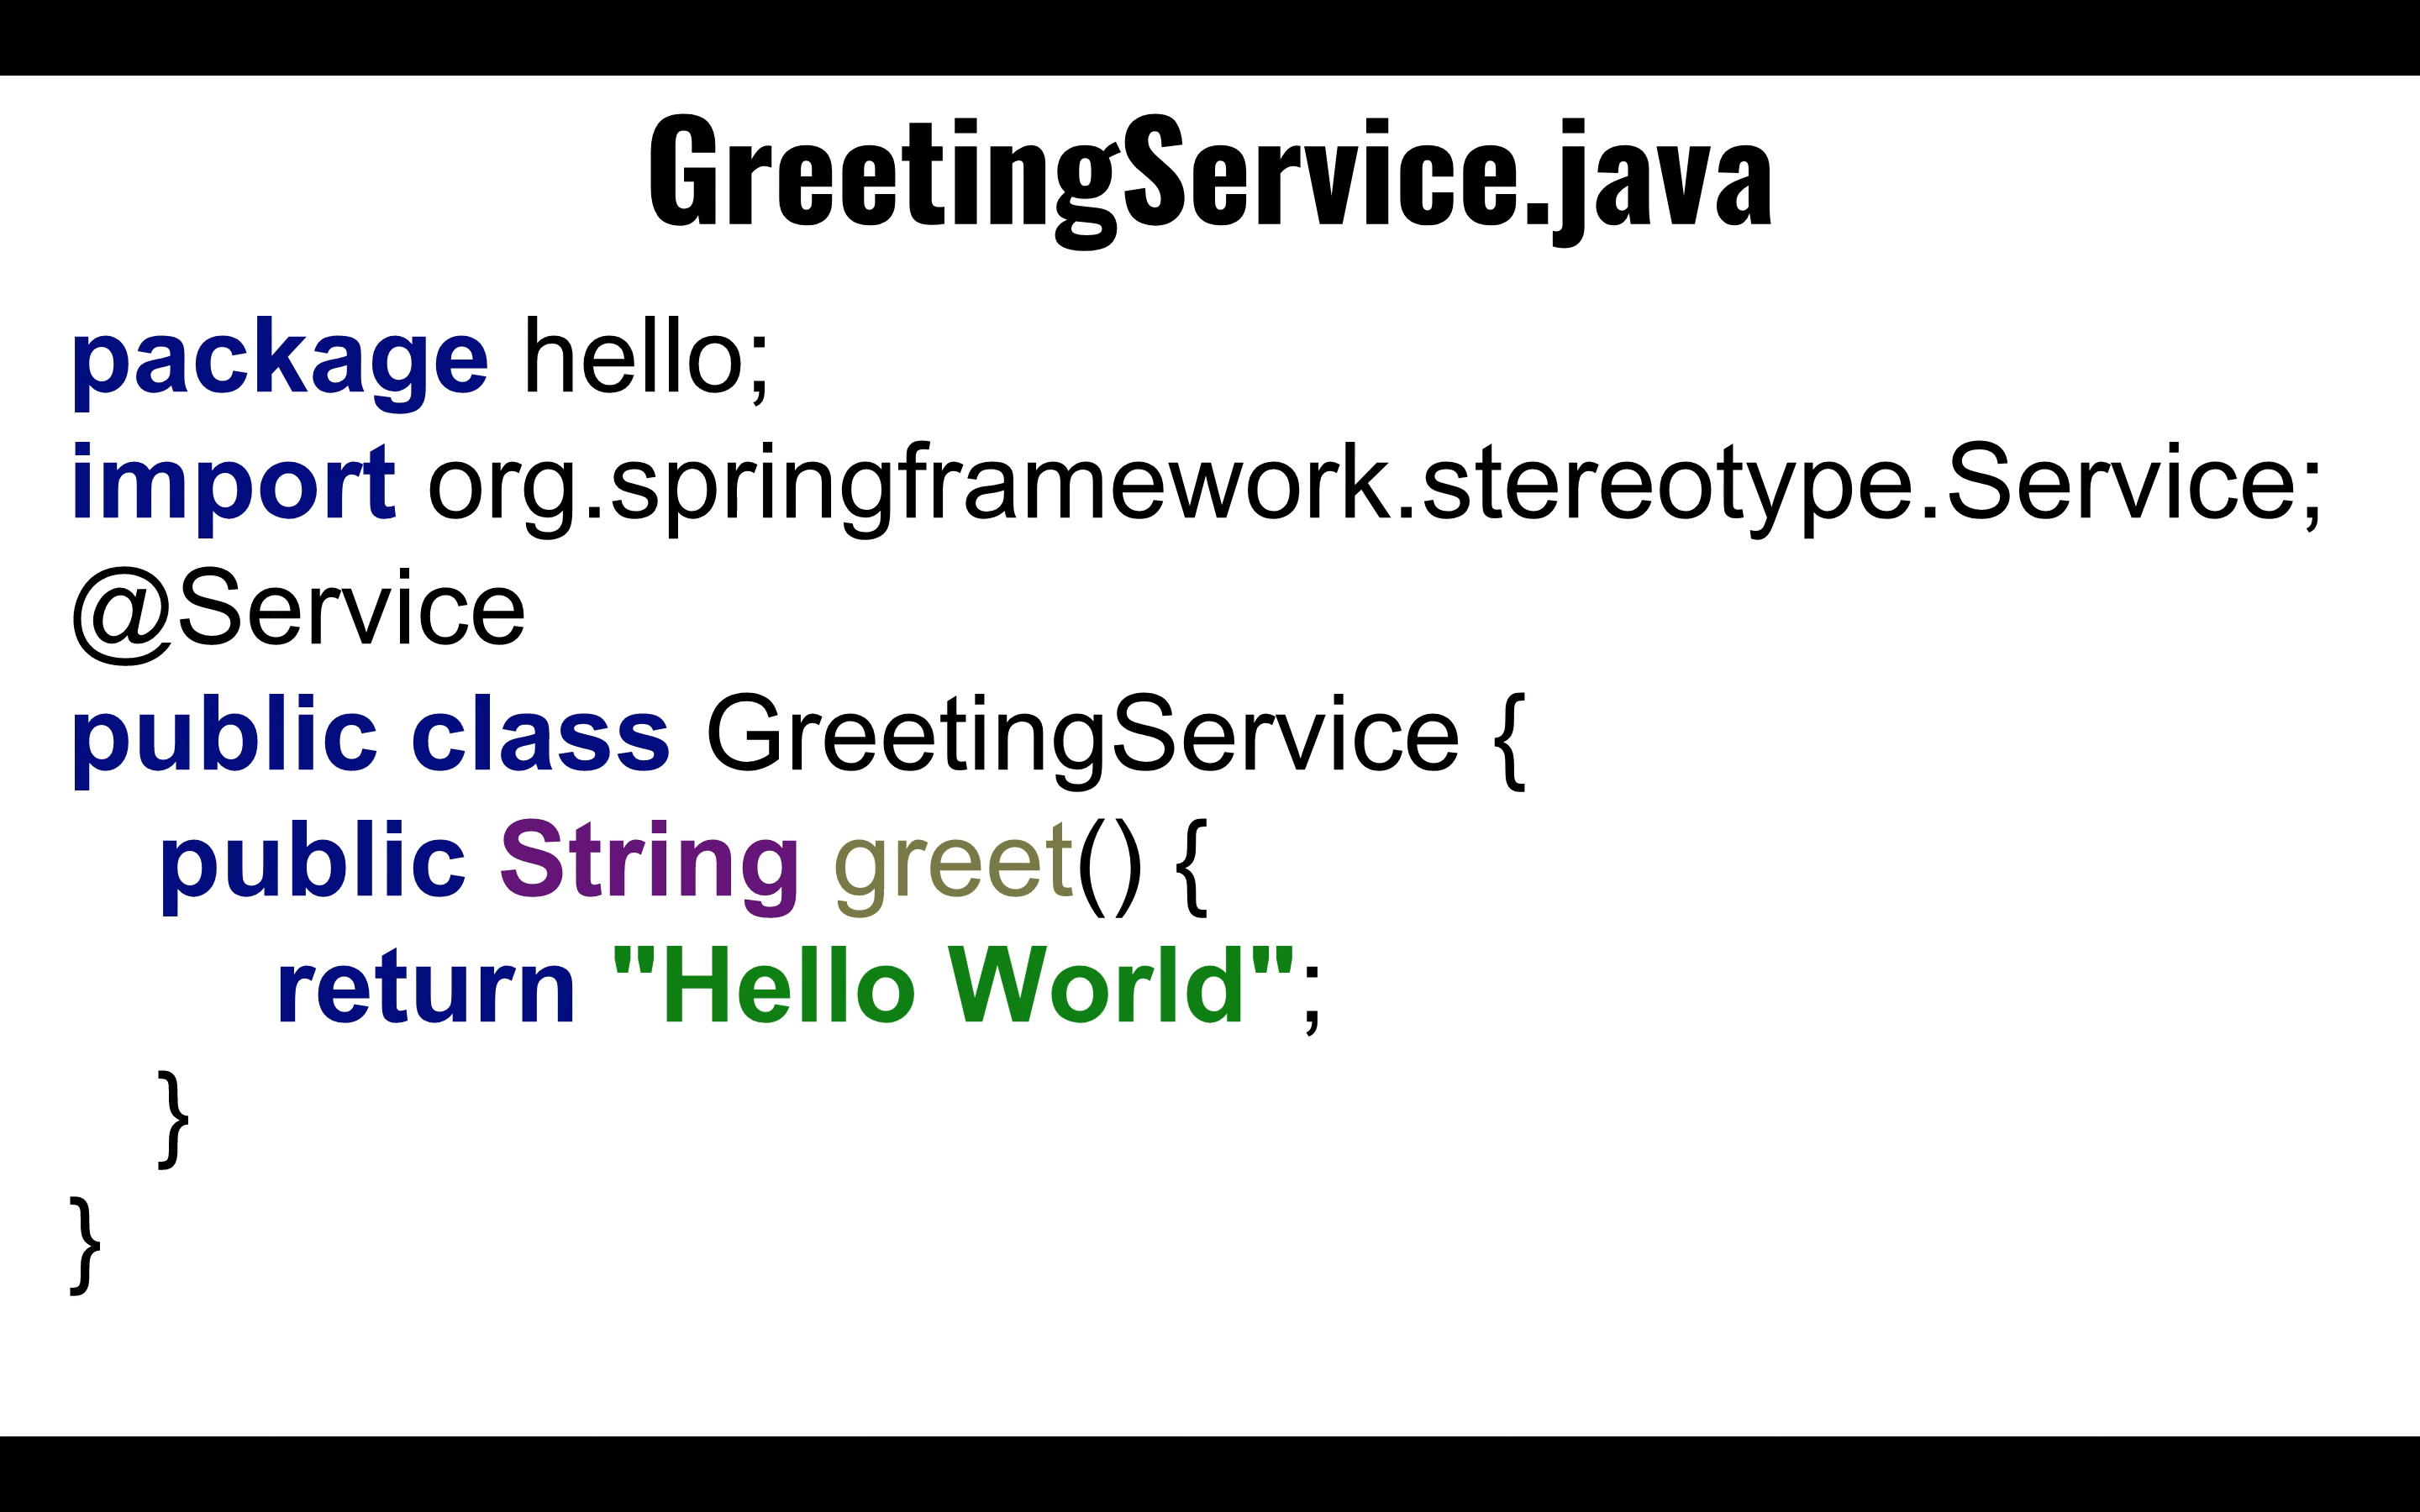 GreetingService.java
package hello;
import org.springframework.stereotype.Service;
@Service
public class GreetingService {
public String greet() {
return "Hello World";
}
}